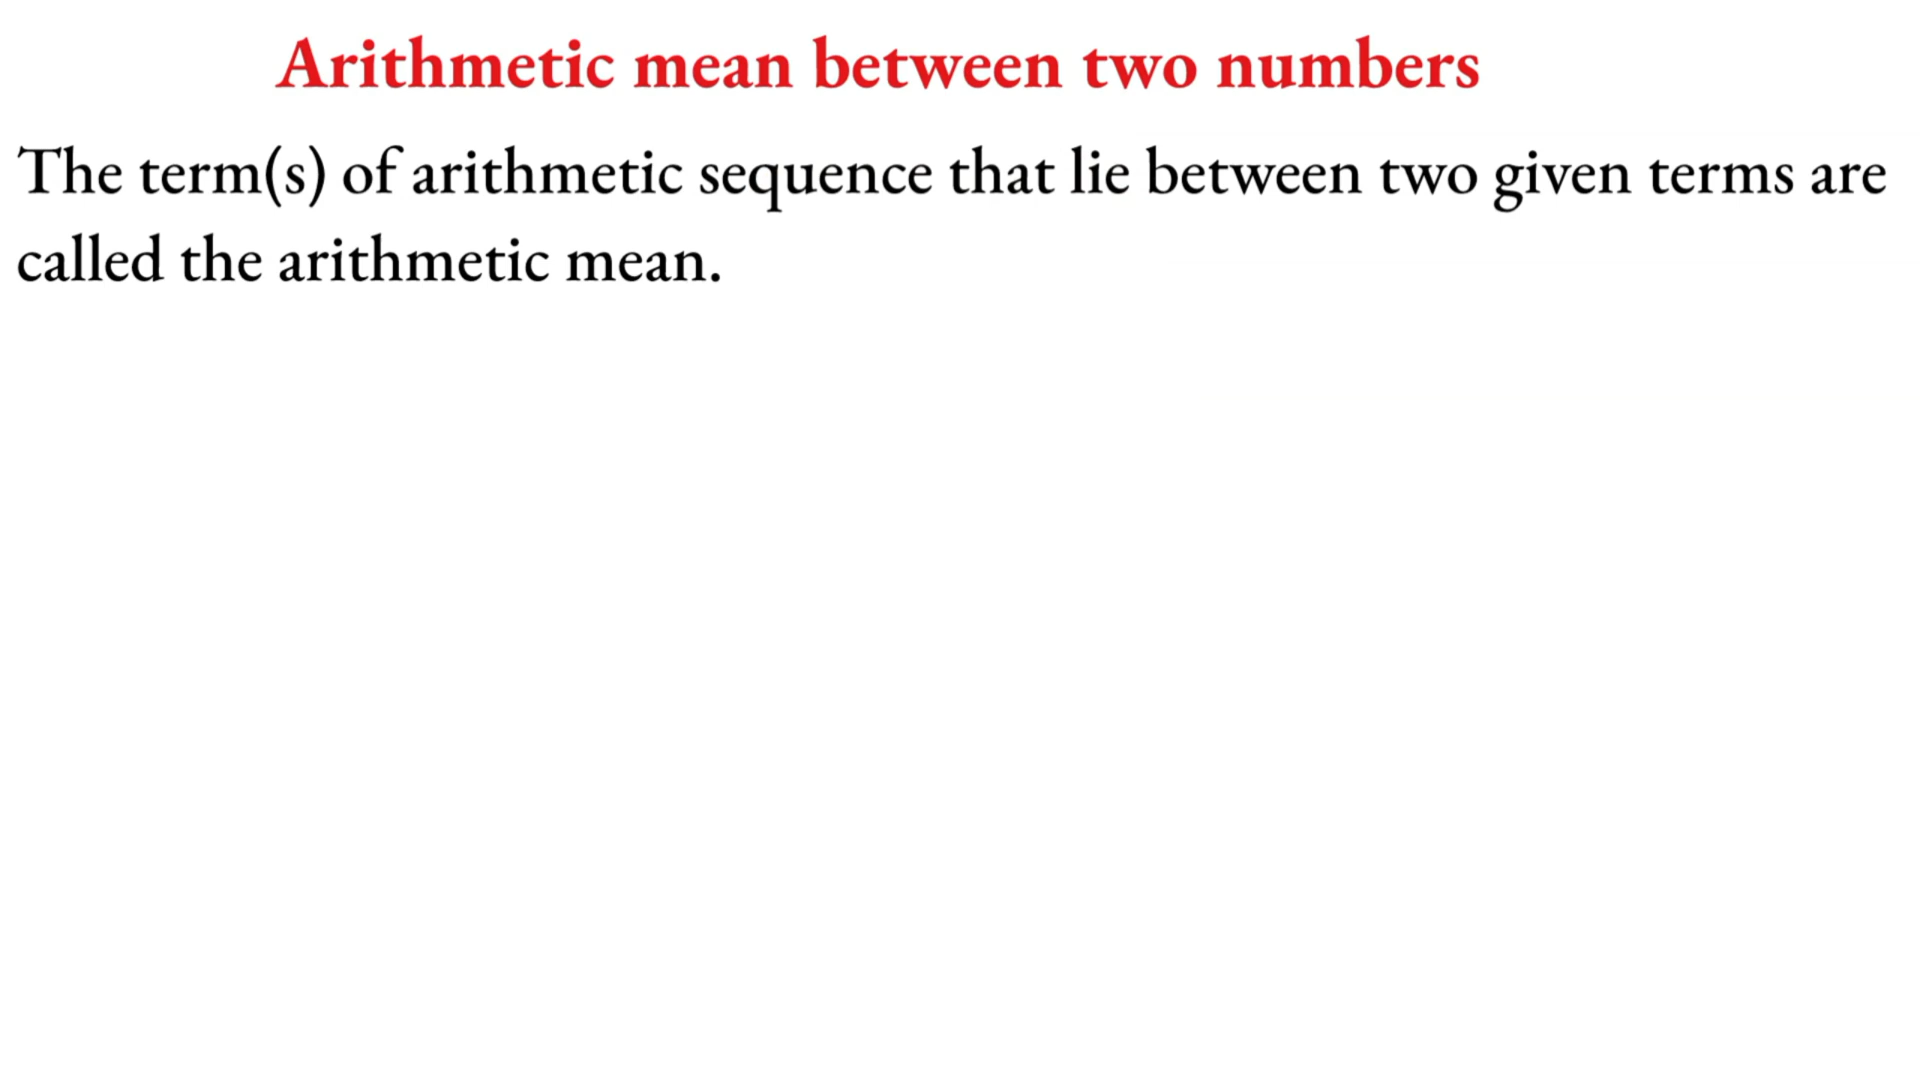 Arithmetic mean between two numbers
The term(s) of arithmetic sequence that lie between two given terms are
called the arithmetic mean.